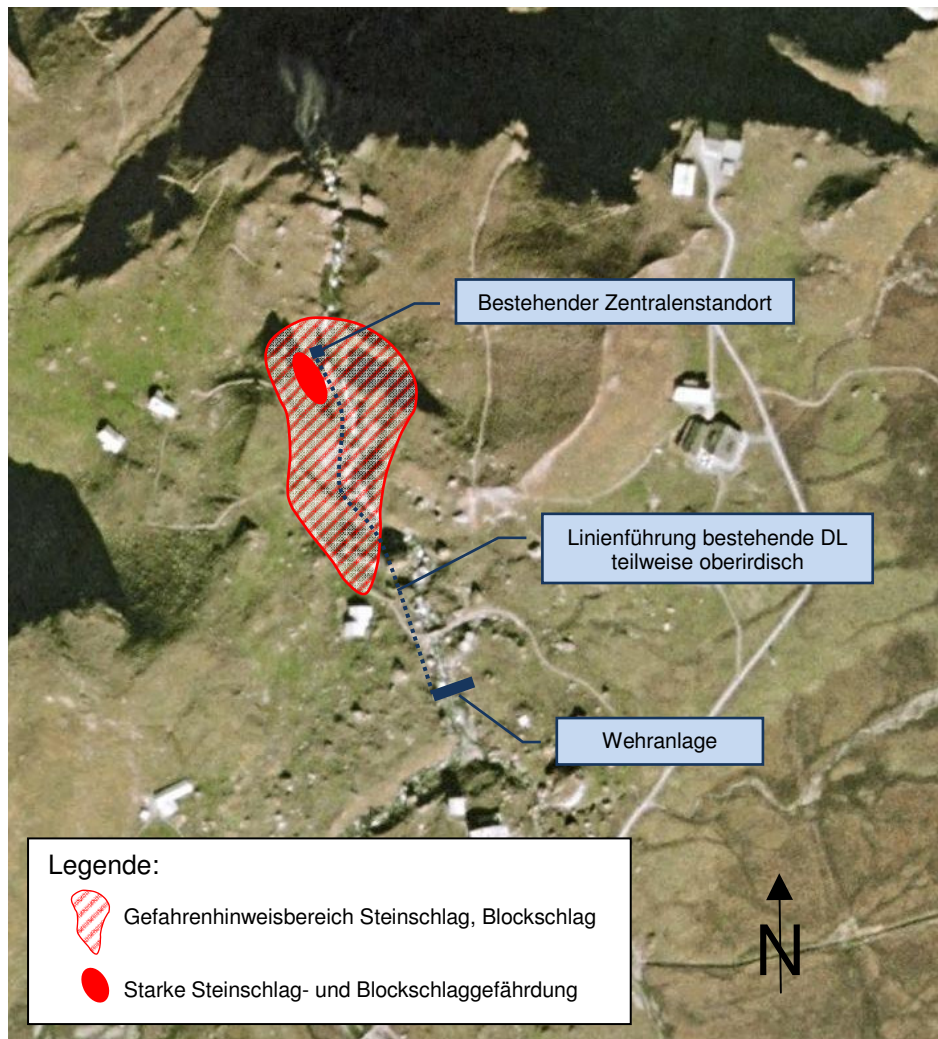 Bestehender Zentralenstandort
Linienführung bestehende DL
teilweise oberirdisch
Wehranlage
Legende:
Gefahrenhinweisbereich Steinschlag, Blockschlag
Starke Steinschlag- und Blockschlaggefährdung
N